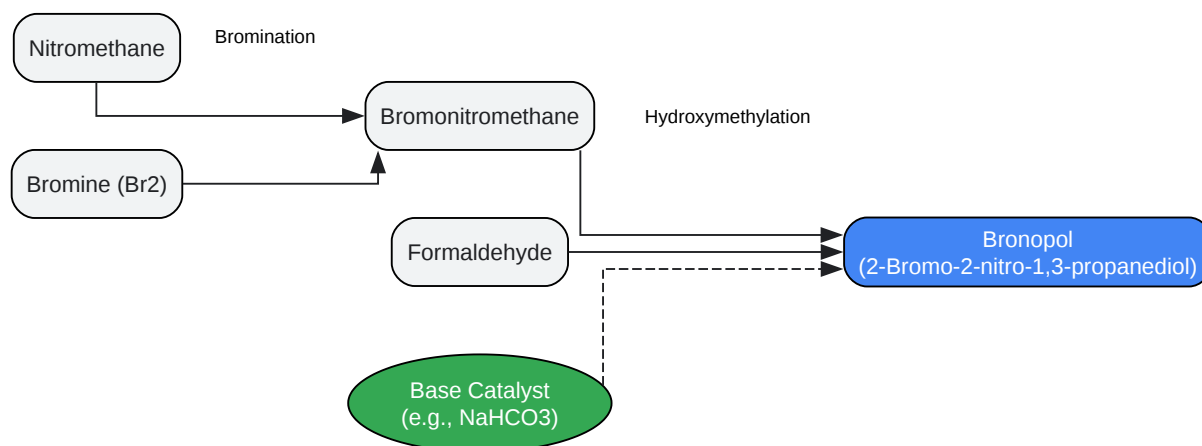 Nitromethane
Bromination
Bromonitromethane
Hydroxymethylation
Bromine (Br2)
Formaldehyde
Bronopol
(2-Bromo-2-nitro-1,3-propanediol)
Base Catalyst
(e.g., NaHCO3)